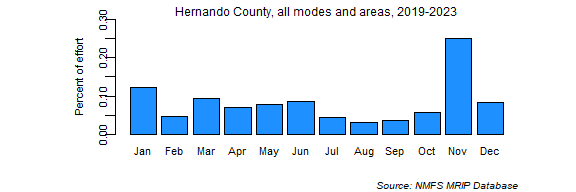 Hernando County, all modes and areas, 2019-2023
Percent of effort
0.30
0.20
0.10
0.00
Jan Feb Mar Apr May Jun Jul Aug Sep Oct Nov Dec
Source: NMFS MRIP Database